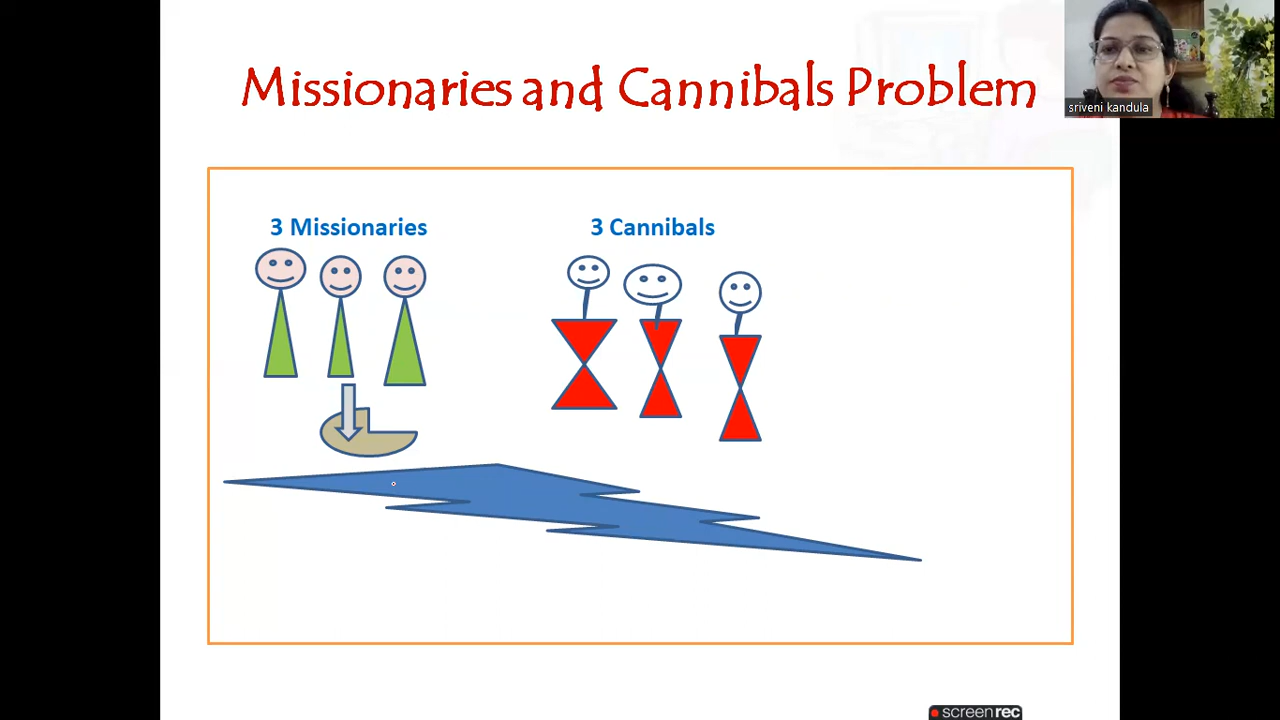 Missionaries and Cannibals Problem
sriveni kandula
3 Missionaries
3 Cannibals
screenrec